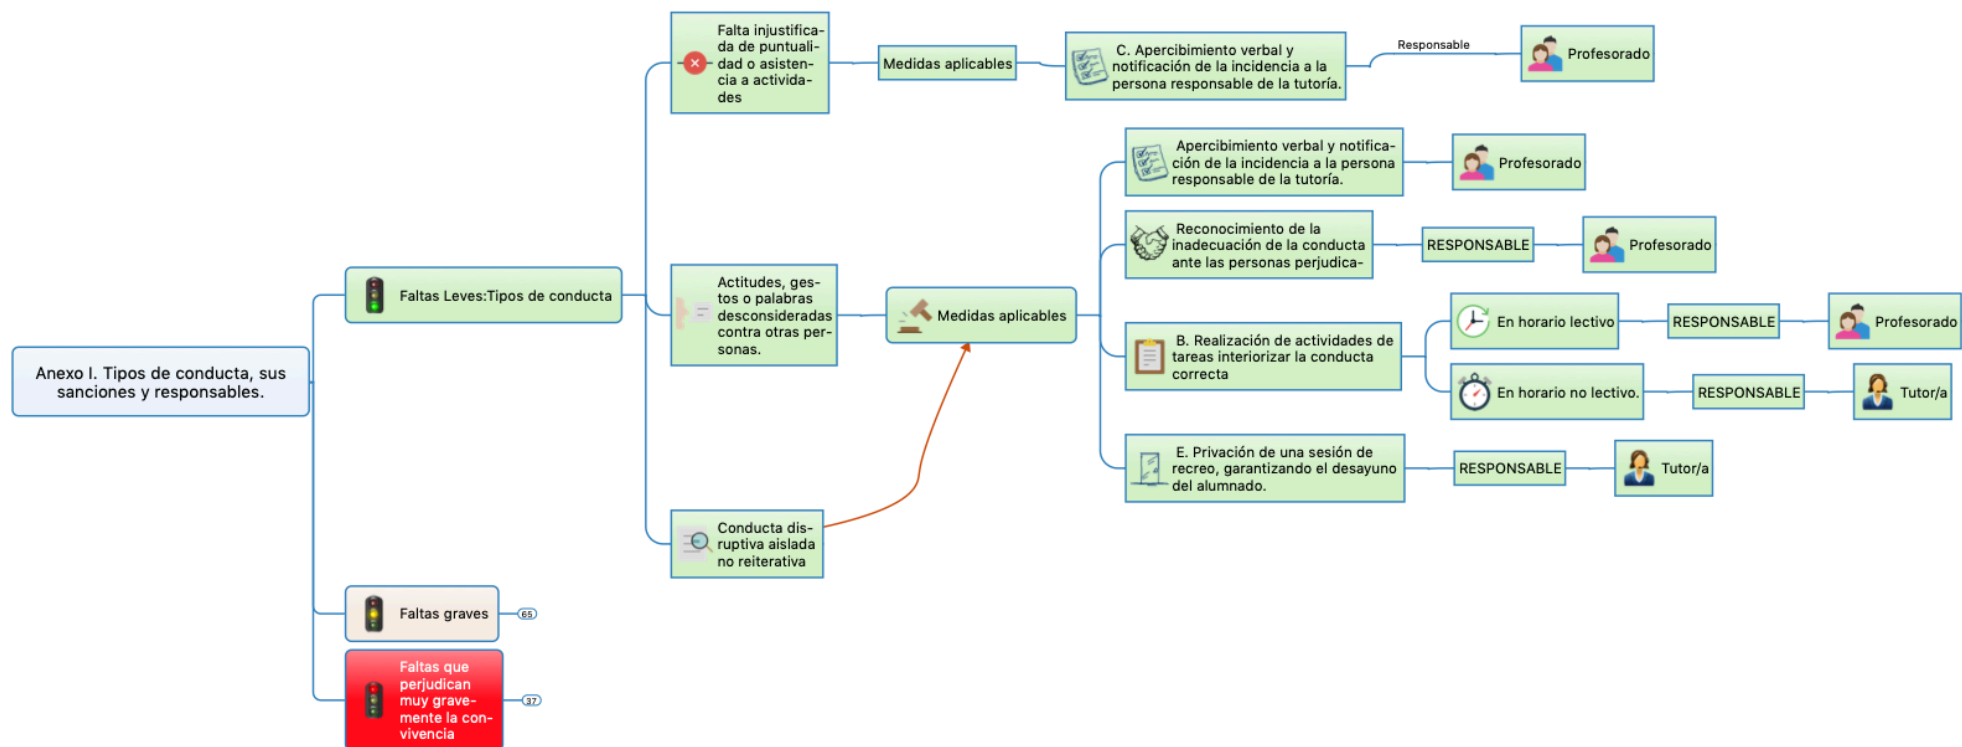 Anexo I. Tipos de conducta, sus
sanciones y responsables.
Faltas Leves:Tipos de conducta
Falta injustifica-
da de puntuali-
dad o asisten-
cia a activida-
des
Medidas aplicables
C. Apercibimiento verbal y
notificación de la incidencia a la
persona responsable de la tutoría.
Responsable
Profesorado
Actitudes, ges-
tos o palabras
desconsideradas
contra otras per-
sonas.
Medidas aplicables
Apercibimiento verbal y notifica-
ción de la incidencia a la persona
responsable de la tutoría.
Profesorado
Reconocimiento de la
inadecuación de la conducta
ante las personas perjudica-
RESPONSABLE
Profesorado
B. Realización de actividades de
tareas interiorizar la conducta
correcta
En horario lectivo
RESPONSABLE
Profesorado
En horario no lectivo.
RESPONSABLE
Tutor/a
E. Privación de una sesión de
recreo, garantizando el desayuno
del alumnado.
RESPONSABLE
Tutor/a
Conducta dis-
ruptiva aislada
no reiterativa
Faltas graves
65
Faltas que
perjudican
muy grave-
mente la con-
vivencia
37